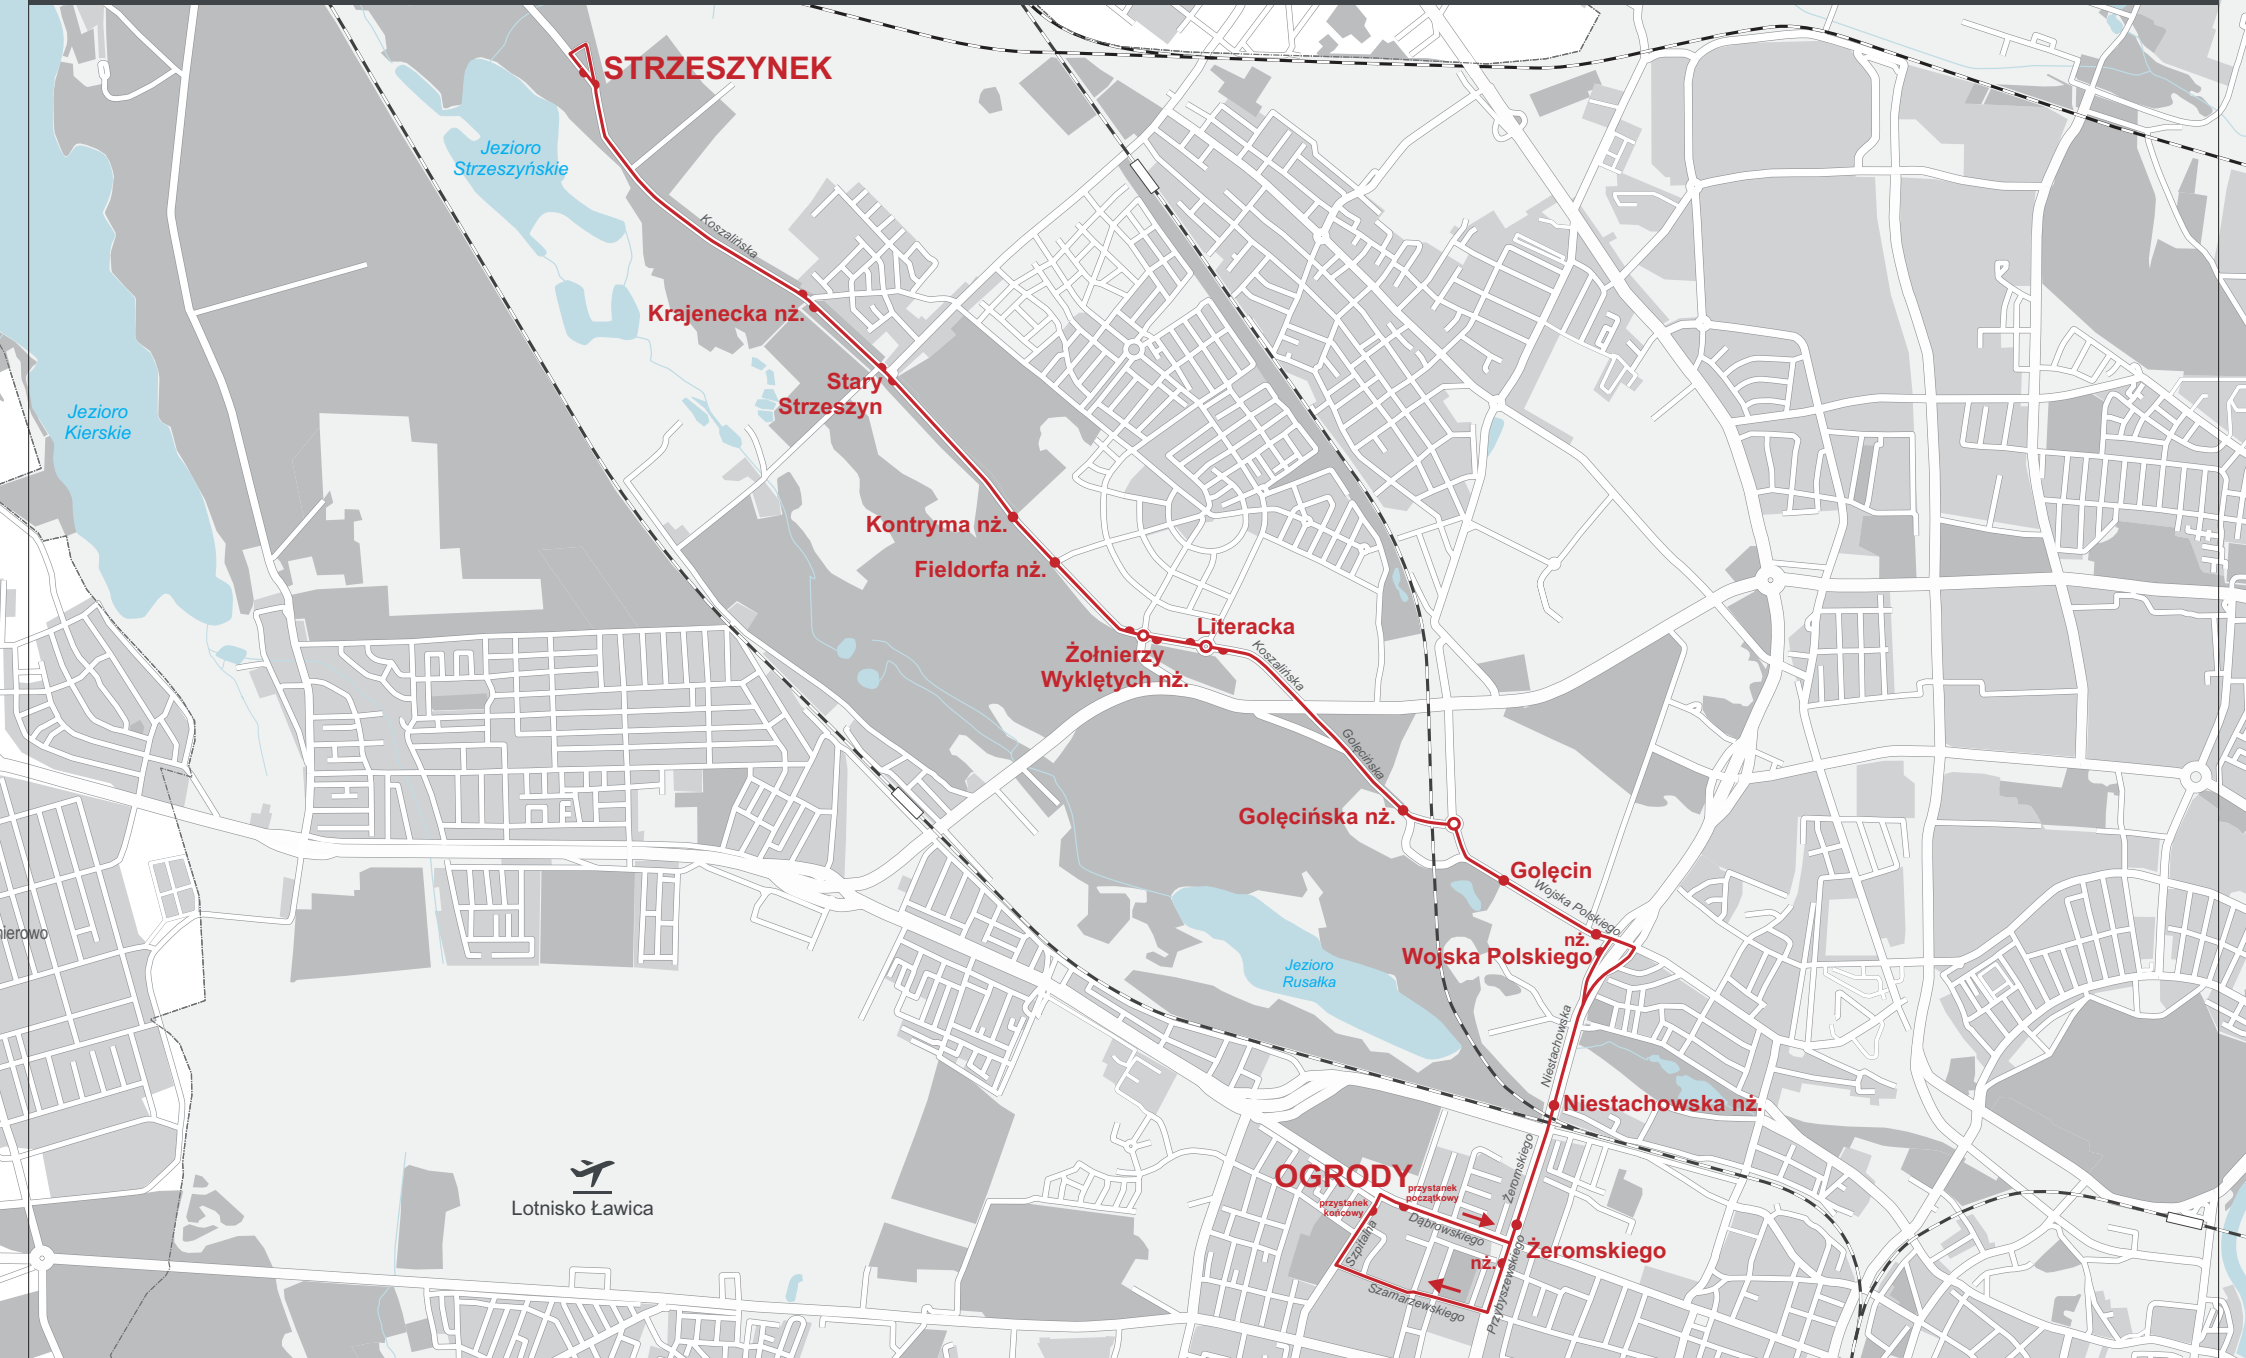 STRZESZYNEK
Jezioro
Strzeszyńskie
Koszalińska
Krajenecka nż.
Stary
Strzeszyn
Jezioro
Kierskie
Kontryma nż.
Fieldorfa nż.
Literacka
Żołnierzy
Wyklętych nż.
Koszalińska
Golęcińska
Golęcińska nż.
Golęcin
Wojska Polskiego
nż.
Wojska Polskiego
Jezioro
Rusałka
Niestachowska
Niestachowska nż.
Żeromskiego
OGRODY
przystanek
początkowy
przystanek
końcowy
Dąbrowskiego
Szpitalna
Żeromskiego
nż.
Przybyszewskiego
Szamarzewskiego
Lotnisko Ławica